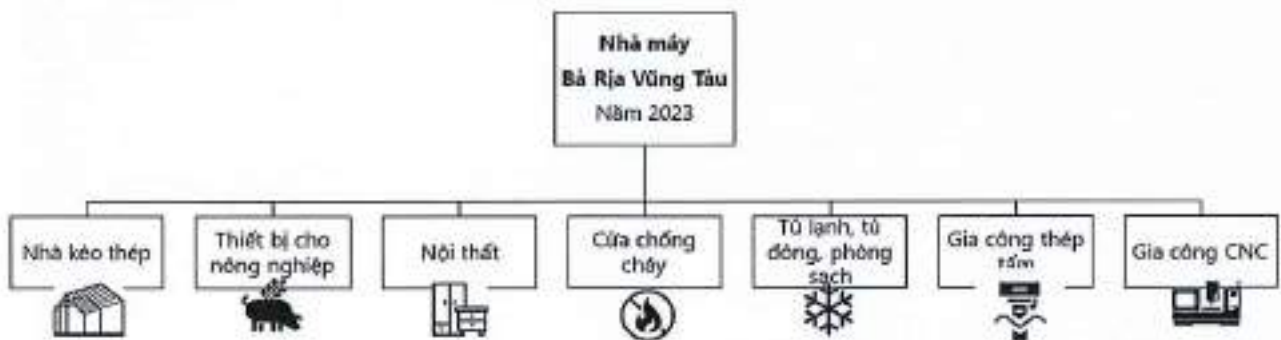 Nhà máy
Bà Rịa Vũng Tàu
Năm 2023
Nhà kèo thép
Thiết bị cho
nông nghiệp
Nội thất
Cửa chống
cháy
Tủ lạnh, tủ
đông, phòng
sạch
Gia công thép
tấm
Gia công CNC